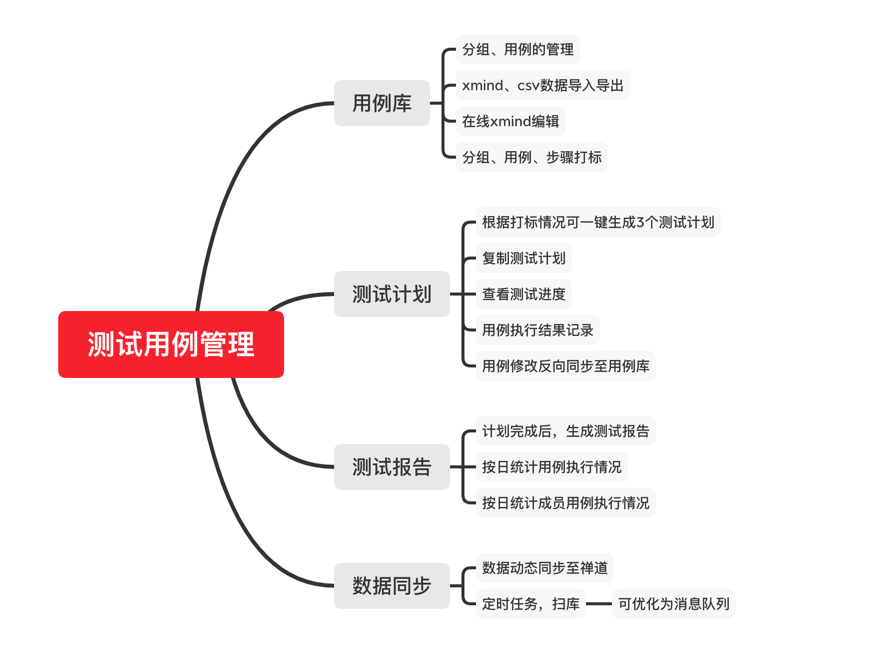 测试用例管理
用例库
分组、用例的管理
xmind、csv数据导入导出
在线xmind编辑
分组、用例、步骤打标
测试计划
根据打标情况可一键生成3个测试计划
复制测试计划
查看测试进度
用例执行结果记录
用例修改反向同步至用例库
测试报告
计划完成后，生成测试报告
按日统计用例执行情况
按日统计成员用例执行情况
数据同步
数据动态同步至禅道
定时任务，扫库
可优化为消息队列